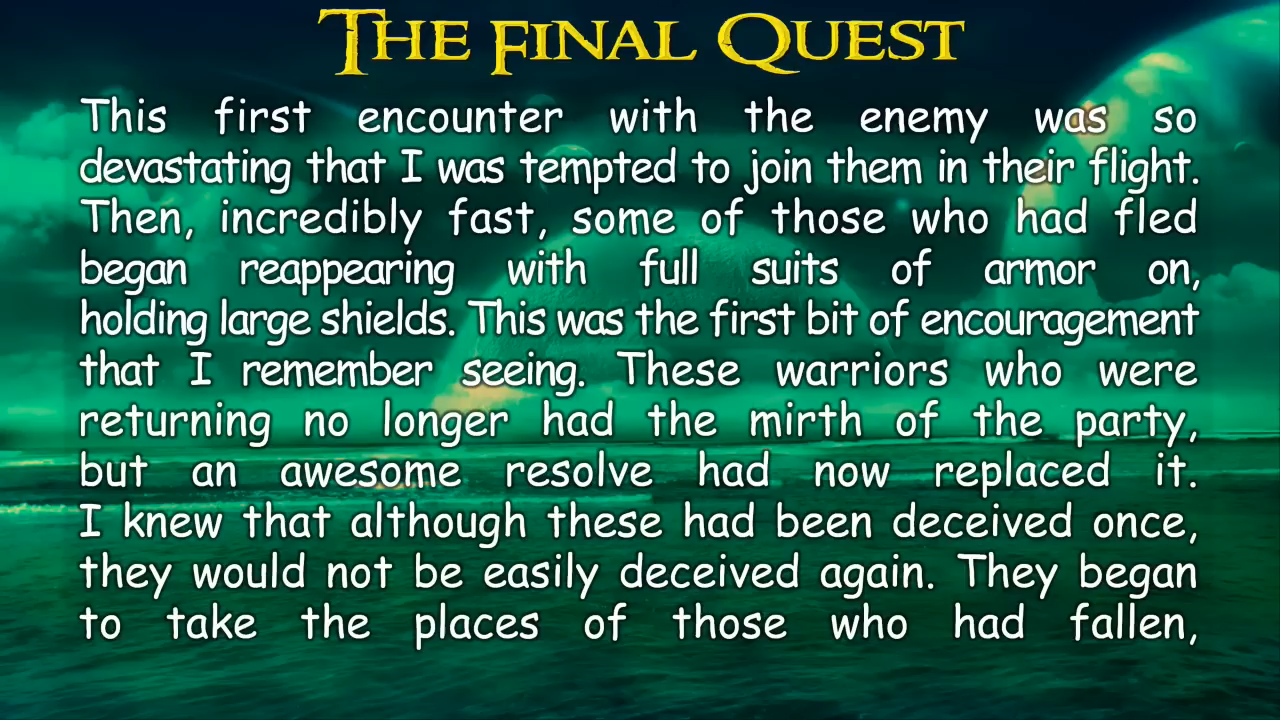 THE FINAL QUEST
This first encounter with the enemy was so
devastating that I was tempted to join them in their flight.
Then, incredibly fast, some of those who had fled
began reappearing with full suits of armor on,
holding large shields. This was the first bit of encouragement
that I remember seeing. These warriors who were
returning no longer had the mirth of the party,
but an awesome resolve had now replaced it.
I knew that although these had been deceived once,
they would not be easily deceived again. They began
to take the places of those who had fallen,